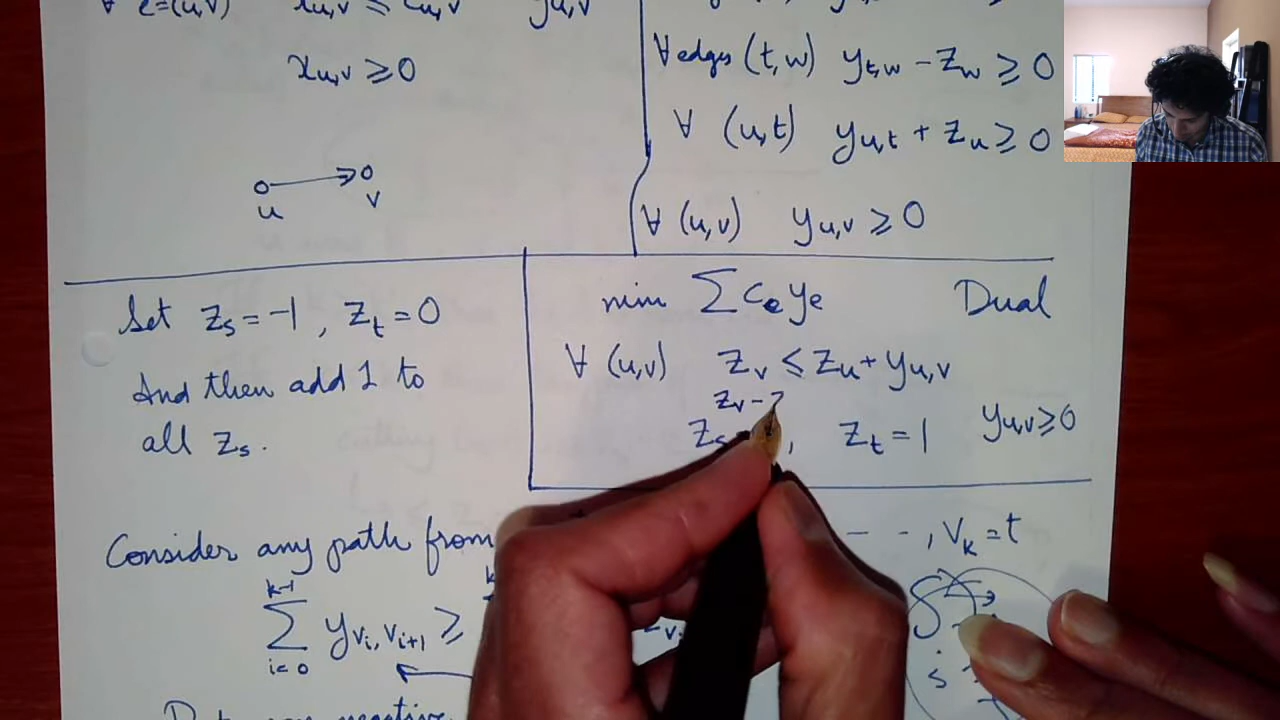 ∀ e=(u,v) x_{u,v} ≤ c_{u,v} y_{u,v}
x_{u,v} ≥ 0
∀ edges (t,w) y_{t,w} - z_w ≥ 0
∀ (u,t) y_{u,t} + z_u ≥ 0
u v
∀ (u,v) y_{u,v} ≥ 0
Set z_s = -1, z_t = 0
And then add 1 to
all z_s.
min Σ c_e y_e Dual
∀ (u,v) z_v ≤ z_u + y_{u,v}
z_v -
z_s , z_t = 1 y_{u,v} ≥ 0
Consider any path from - - -, v_k = t
k-1 Σ i=0 y_{v_i, v_{i+1}} ≥
S
s